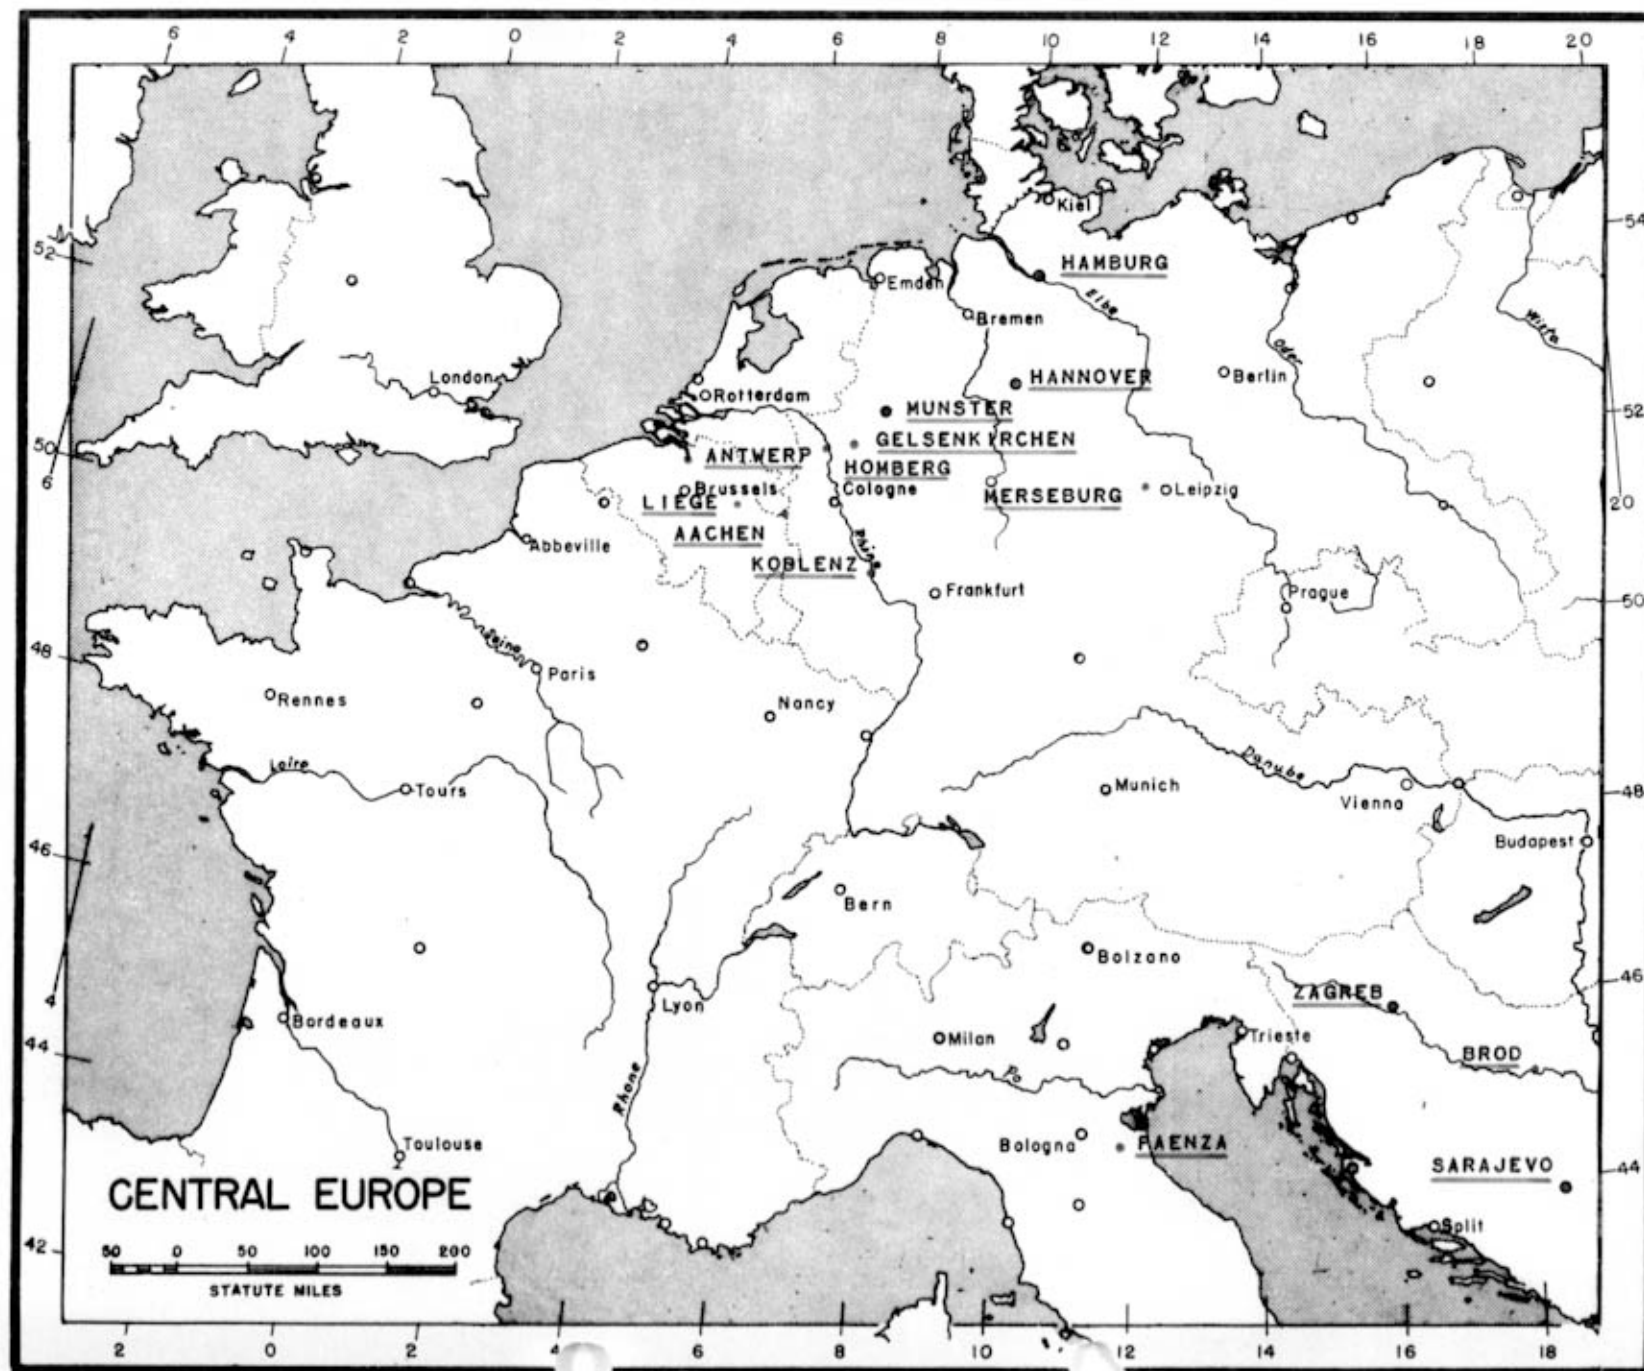 6 4 2 0 2 4 6 8 10 12 14 16 18 20
Kiel
54
52
HAMBURG
Emden
Elbe
Bremen
Wisła
Oder
London
HANNOVER
Berlin
Rotterdam
MUNSTER
52
50
GELSENKIRCHEN
ANTWERP
HOMBERG
6
Brussels
Cologne
MERSEBURG
Leipzig
LIEGE
20
AACHEN
Abbeville
Rhine
KOBLENZ
Frankfurt
Prague
50
Seine
48
Paris
Rennes
Nancy
Loire
Danube
Tours
Munich
Vienna
48
46
Budapest
Bern
Bolzano
46
4
Lyon
ZAGREB
Bordeaux
Milan
Trieste
44
BROD
Po
Rhone
Toulouse
Bologna
FAENZA
SARAJEVO
44
CENTRAL EUROPE
Split
42
50 0 50 100 150 200
STATUTE MILES
2 0 2 4 6 8 10 12 14 16 18